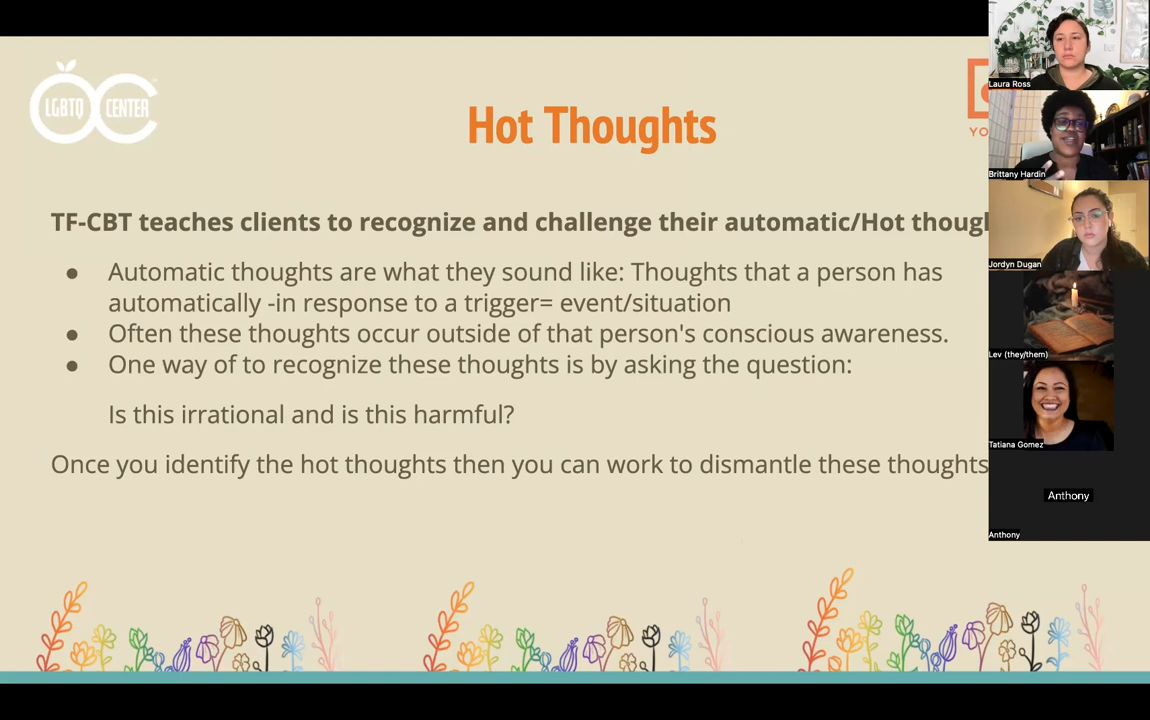 LGBTQ CENTER
Hot Thoughts
YO
TF-CBT teaches clients to recognize and challenge their automatic/Hot
● Automatic thoughts are what they sound like: Thoughts that a person has
automatically -in response to a trigger= event/situation
● Often these thoughts occur outside of that person's conscious awareness.
● One way of to recognize these thoughts is by asking the question:
Is this irrational and is this harmful?
Once you identify the hot thoughts then you can work to dismantle these thoughts
Laura Ross
Brittany Hardin
Jordyn Dugan
Lev (they/them)
Tatiana Gomez
Anthony
Anthony